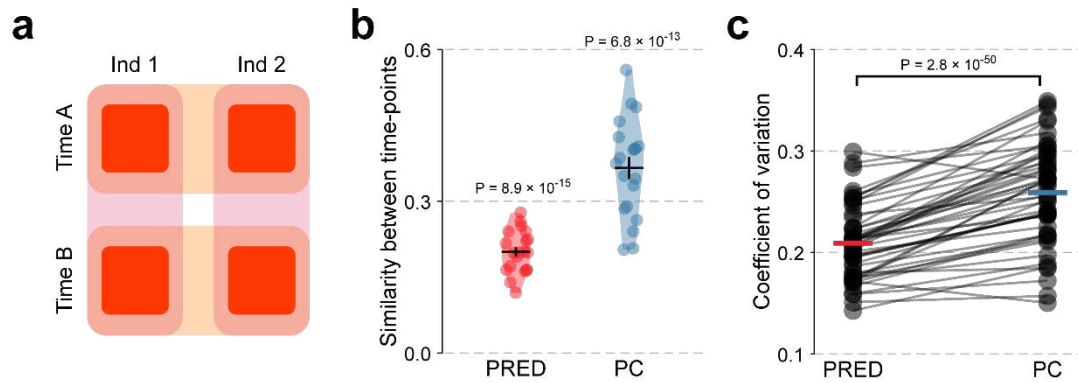 a
Ind 1 Ind 2
Time A
Time B
b
Similarity between time-points
0.6
0.3
0.0
P = 6.8 × 10-13
P = 8.9 × 10-15
PRED PC
c
Coefficient of variation
0.4
0.3
0.2
0.1
P = 2.8 × 10-50
PRED PC